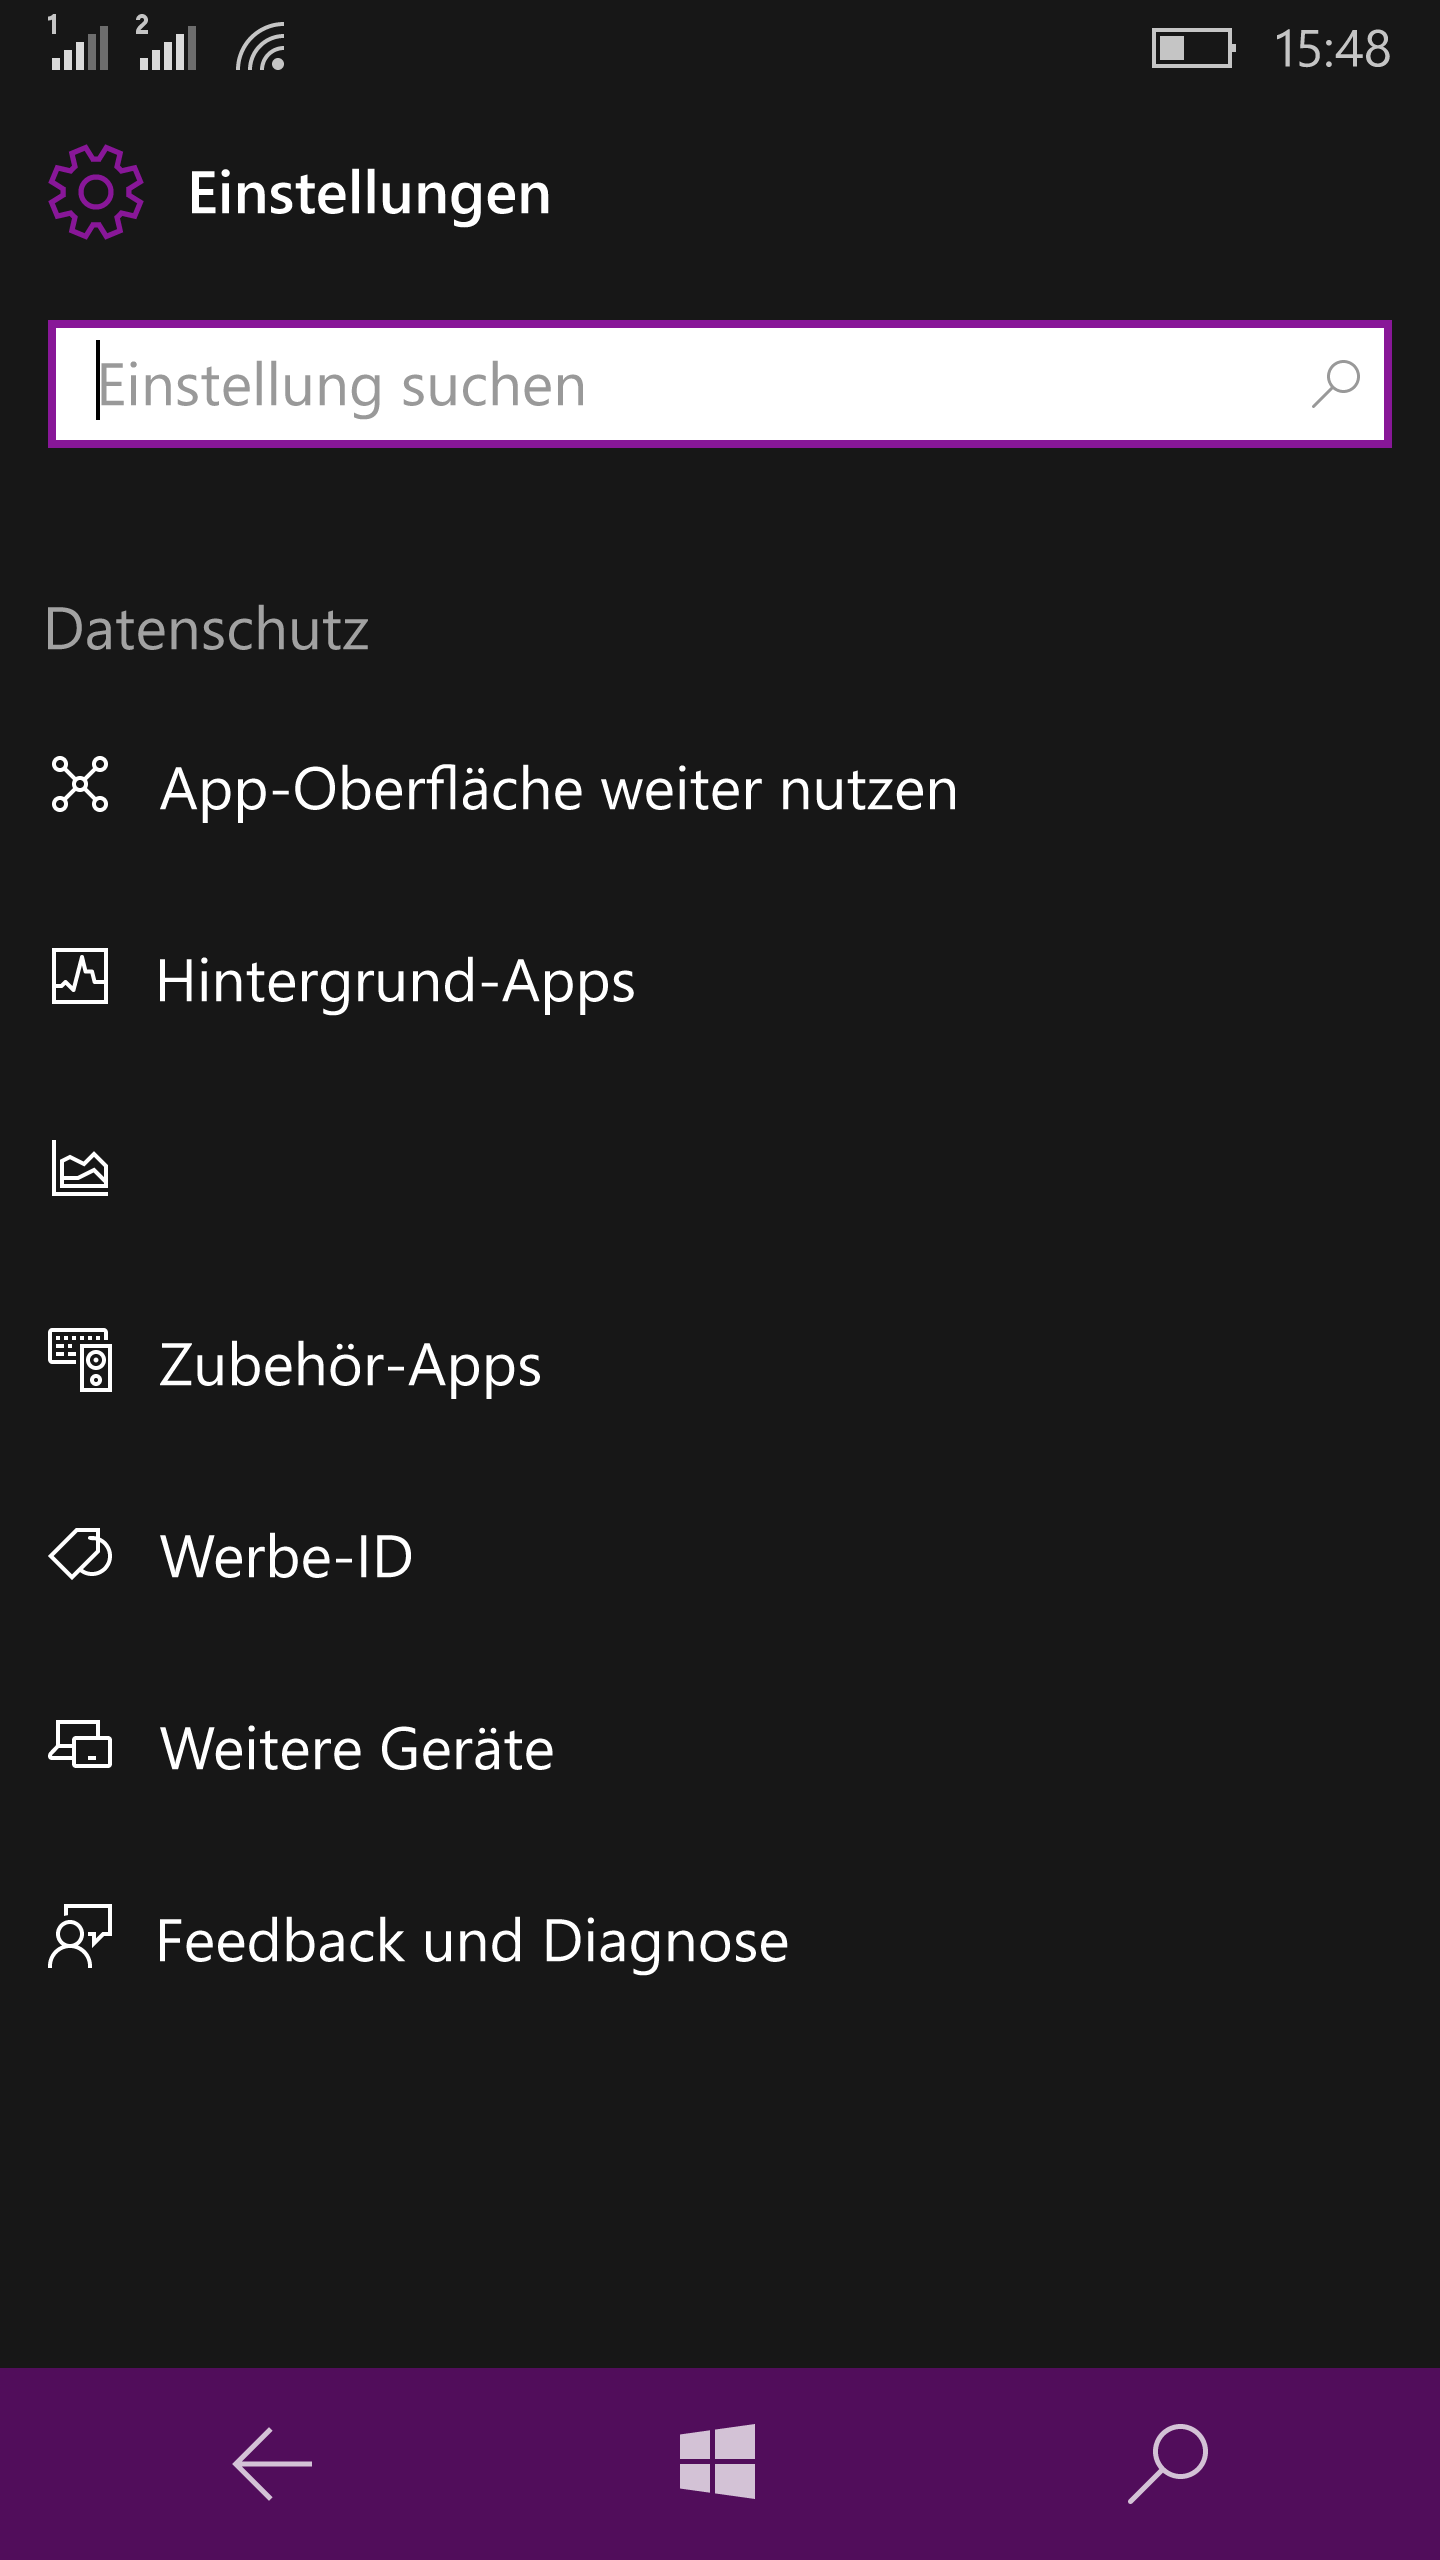 1 2 15:48
Einstellungen
Einstellung suchen
Datenschutz
App-Oberfläche weiter nutzen
Hintergrund-Apps
Zubehör-Apps
Werbe-ID
Weitere Geräte
Feedback und Diagnose